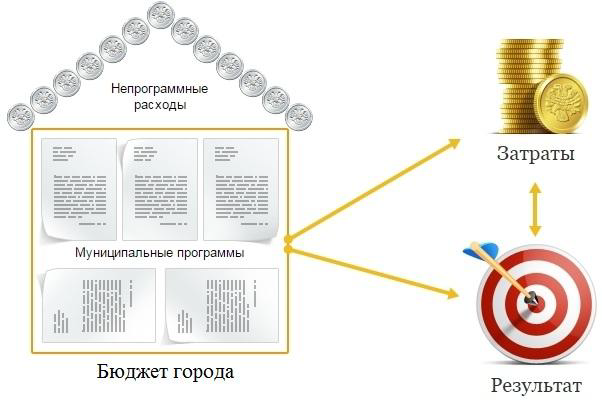 Непрограммные
расходы
Затраты
Муниципальные программы
Бюджет города
Результат